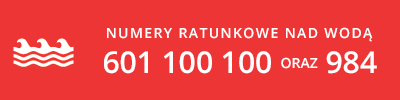 NUMERY RATUNKOWE NAD WODĄ
601 100 100 ORAZ 984